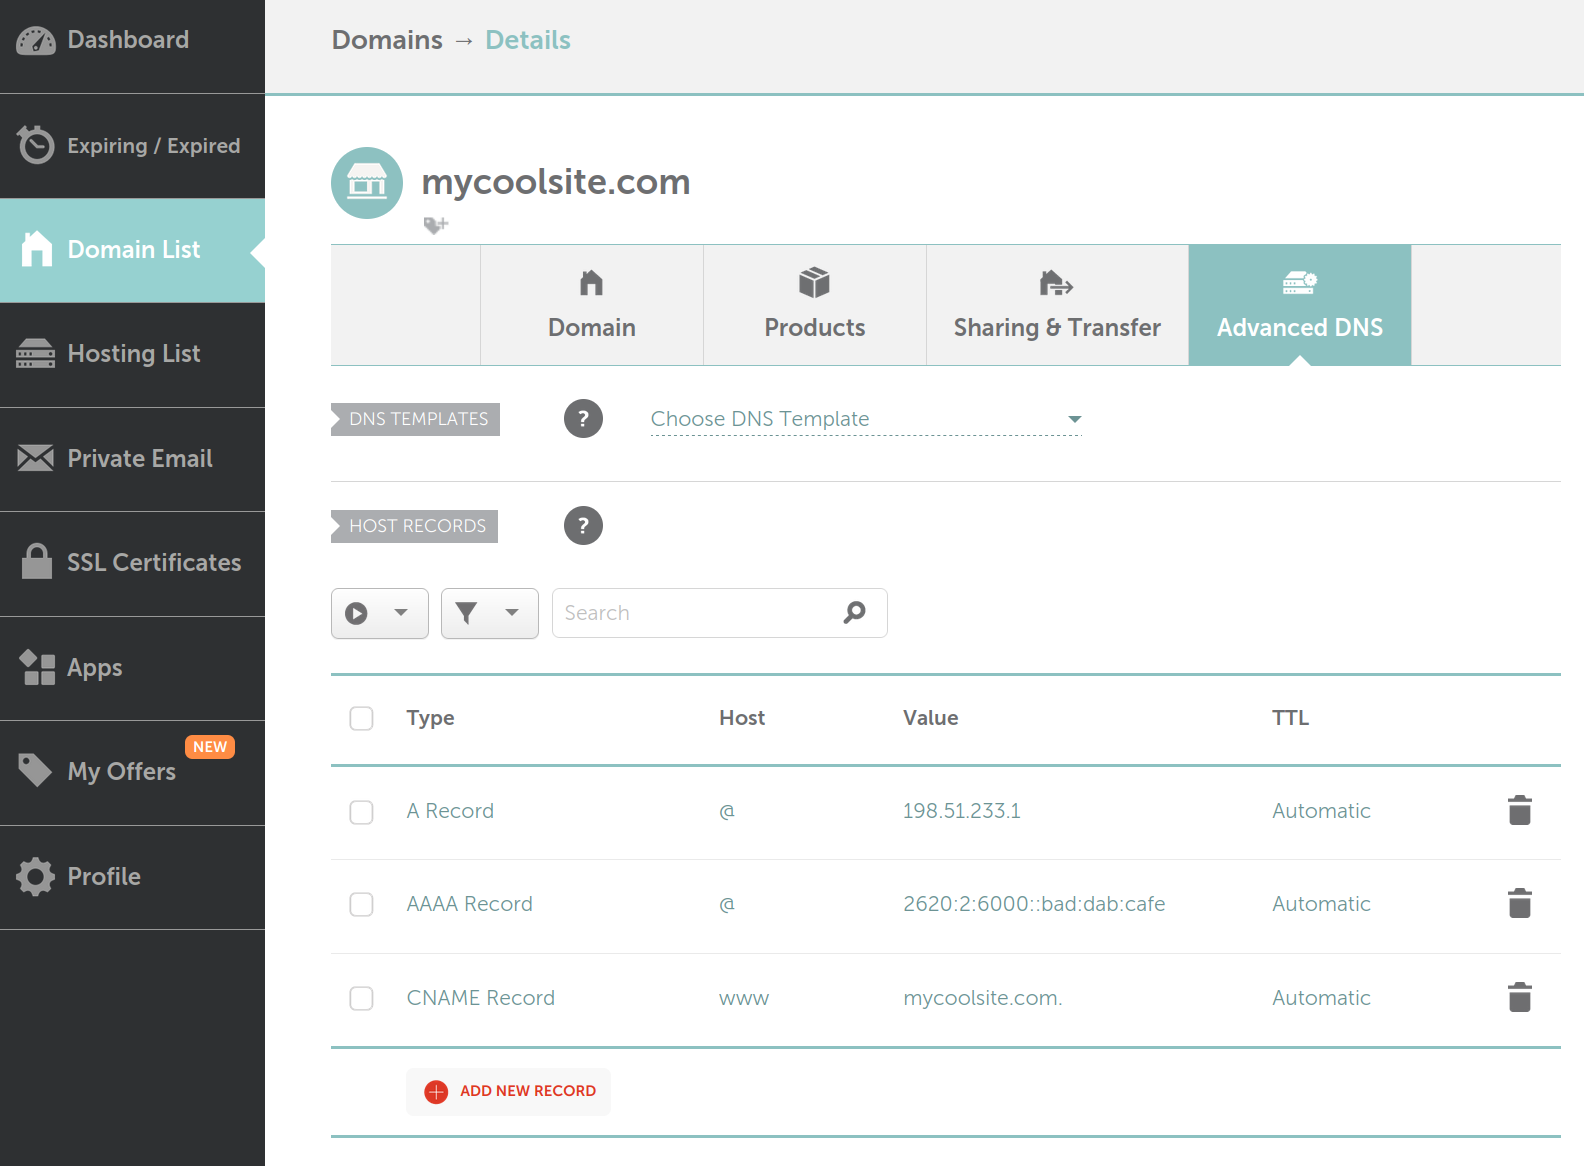 Dashboard
Expiring / Expired
Domain List
Hosting List
Private Email
SSL Certificates
Apps
My Offers NEW
Profile
Domains → Details
mycoolsite.com
Domain Products Sharing & Transfer Advanced DNS
DNS TEMPLATES ? Choose DNS Template
HOST RECORDS ?
Search
Type Host Value TTL
A Record @ 198.51.233.1 Automatic
AAAA Record @ 2620:2:6000::bad:dab:cafe Automatic
CNAME Record www mycoolsite.com. Automatic
ADD NEW RECORD